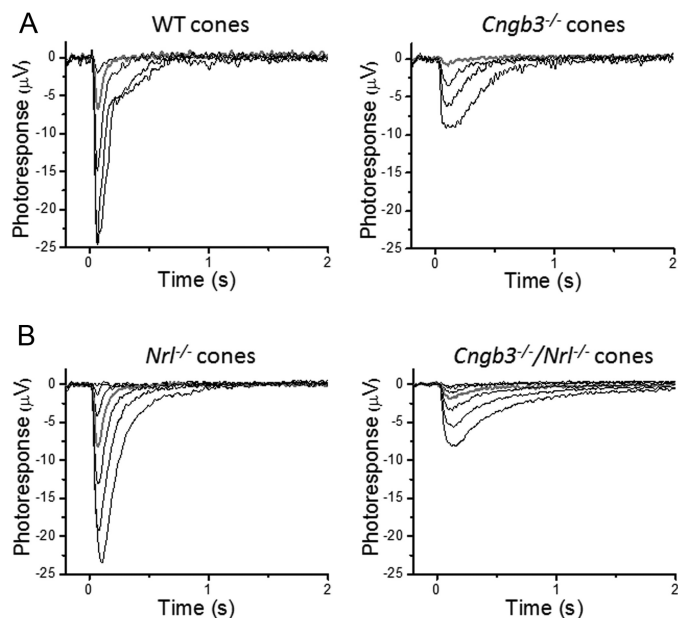 A
WT cones
Cngb3-/- cones
Photoresponse (µV)
0
-5
-10
-15
-20
-25
0
1
2
Time (s)
Photoresponse (µV)
0
-5
-10
-15
-20
-25
0
1
2
Time (s)
B
Nrl-/- cones
Cngb3-/-/Nrl-/- cones
Photoresponse (µV)
0
-5
-10
-15
-20
-25
0
1
2
Time (s)
Photoresponse (µV)
0
-5
-10
-15
-20
-25
0
1
2
Time (s)